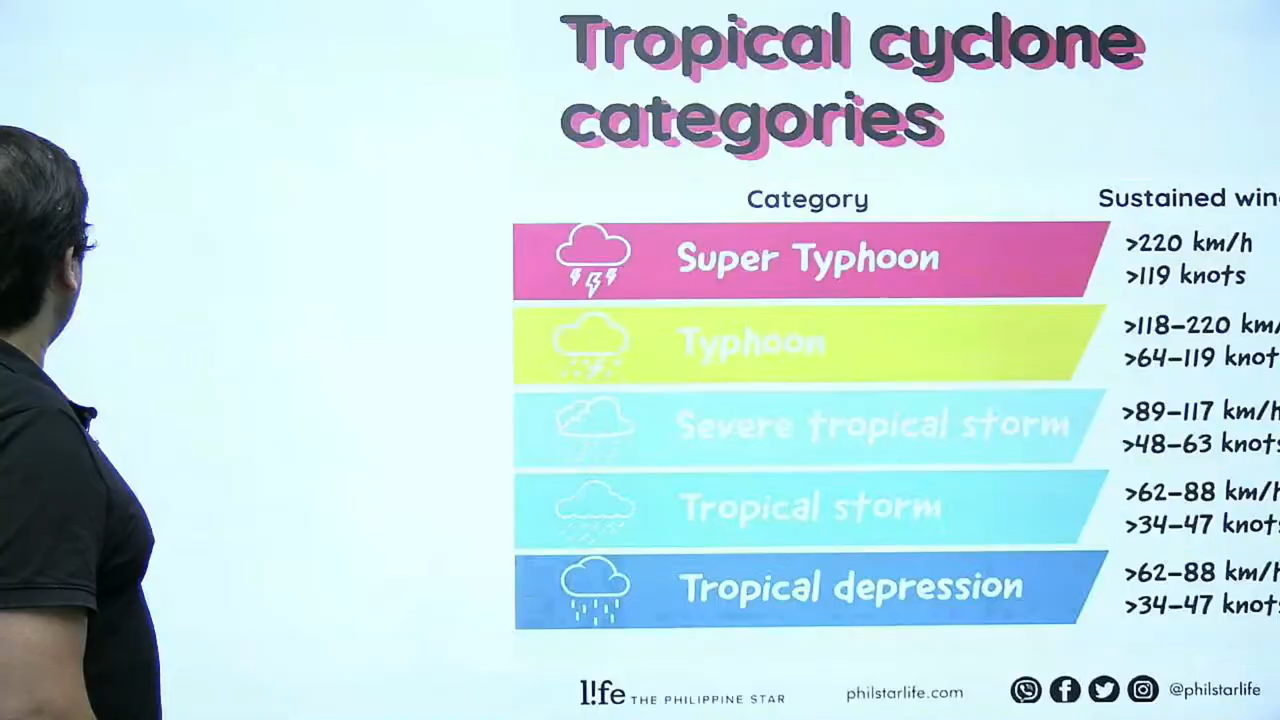 Tropical cyclone
categories
Category Sustained win
Super Typhoon >220 km/h
>119 knots
Typhoon >118–220 km/
>64–119 knot
Severe tropical storm >89–117 km/h
>48–63 knots
Tropical storm >62–88 km/h
>34–47 knots
Tropical depression >62–88 km/h
>34–47 knots
l!fe THE PHILIPPINE STAR philstarlife.com @philstarlife